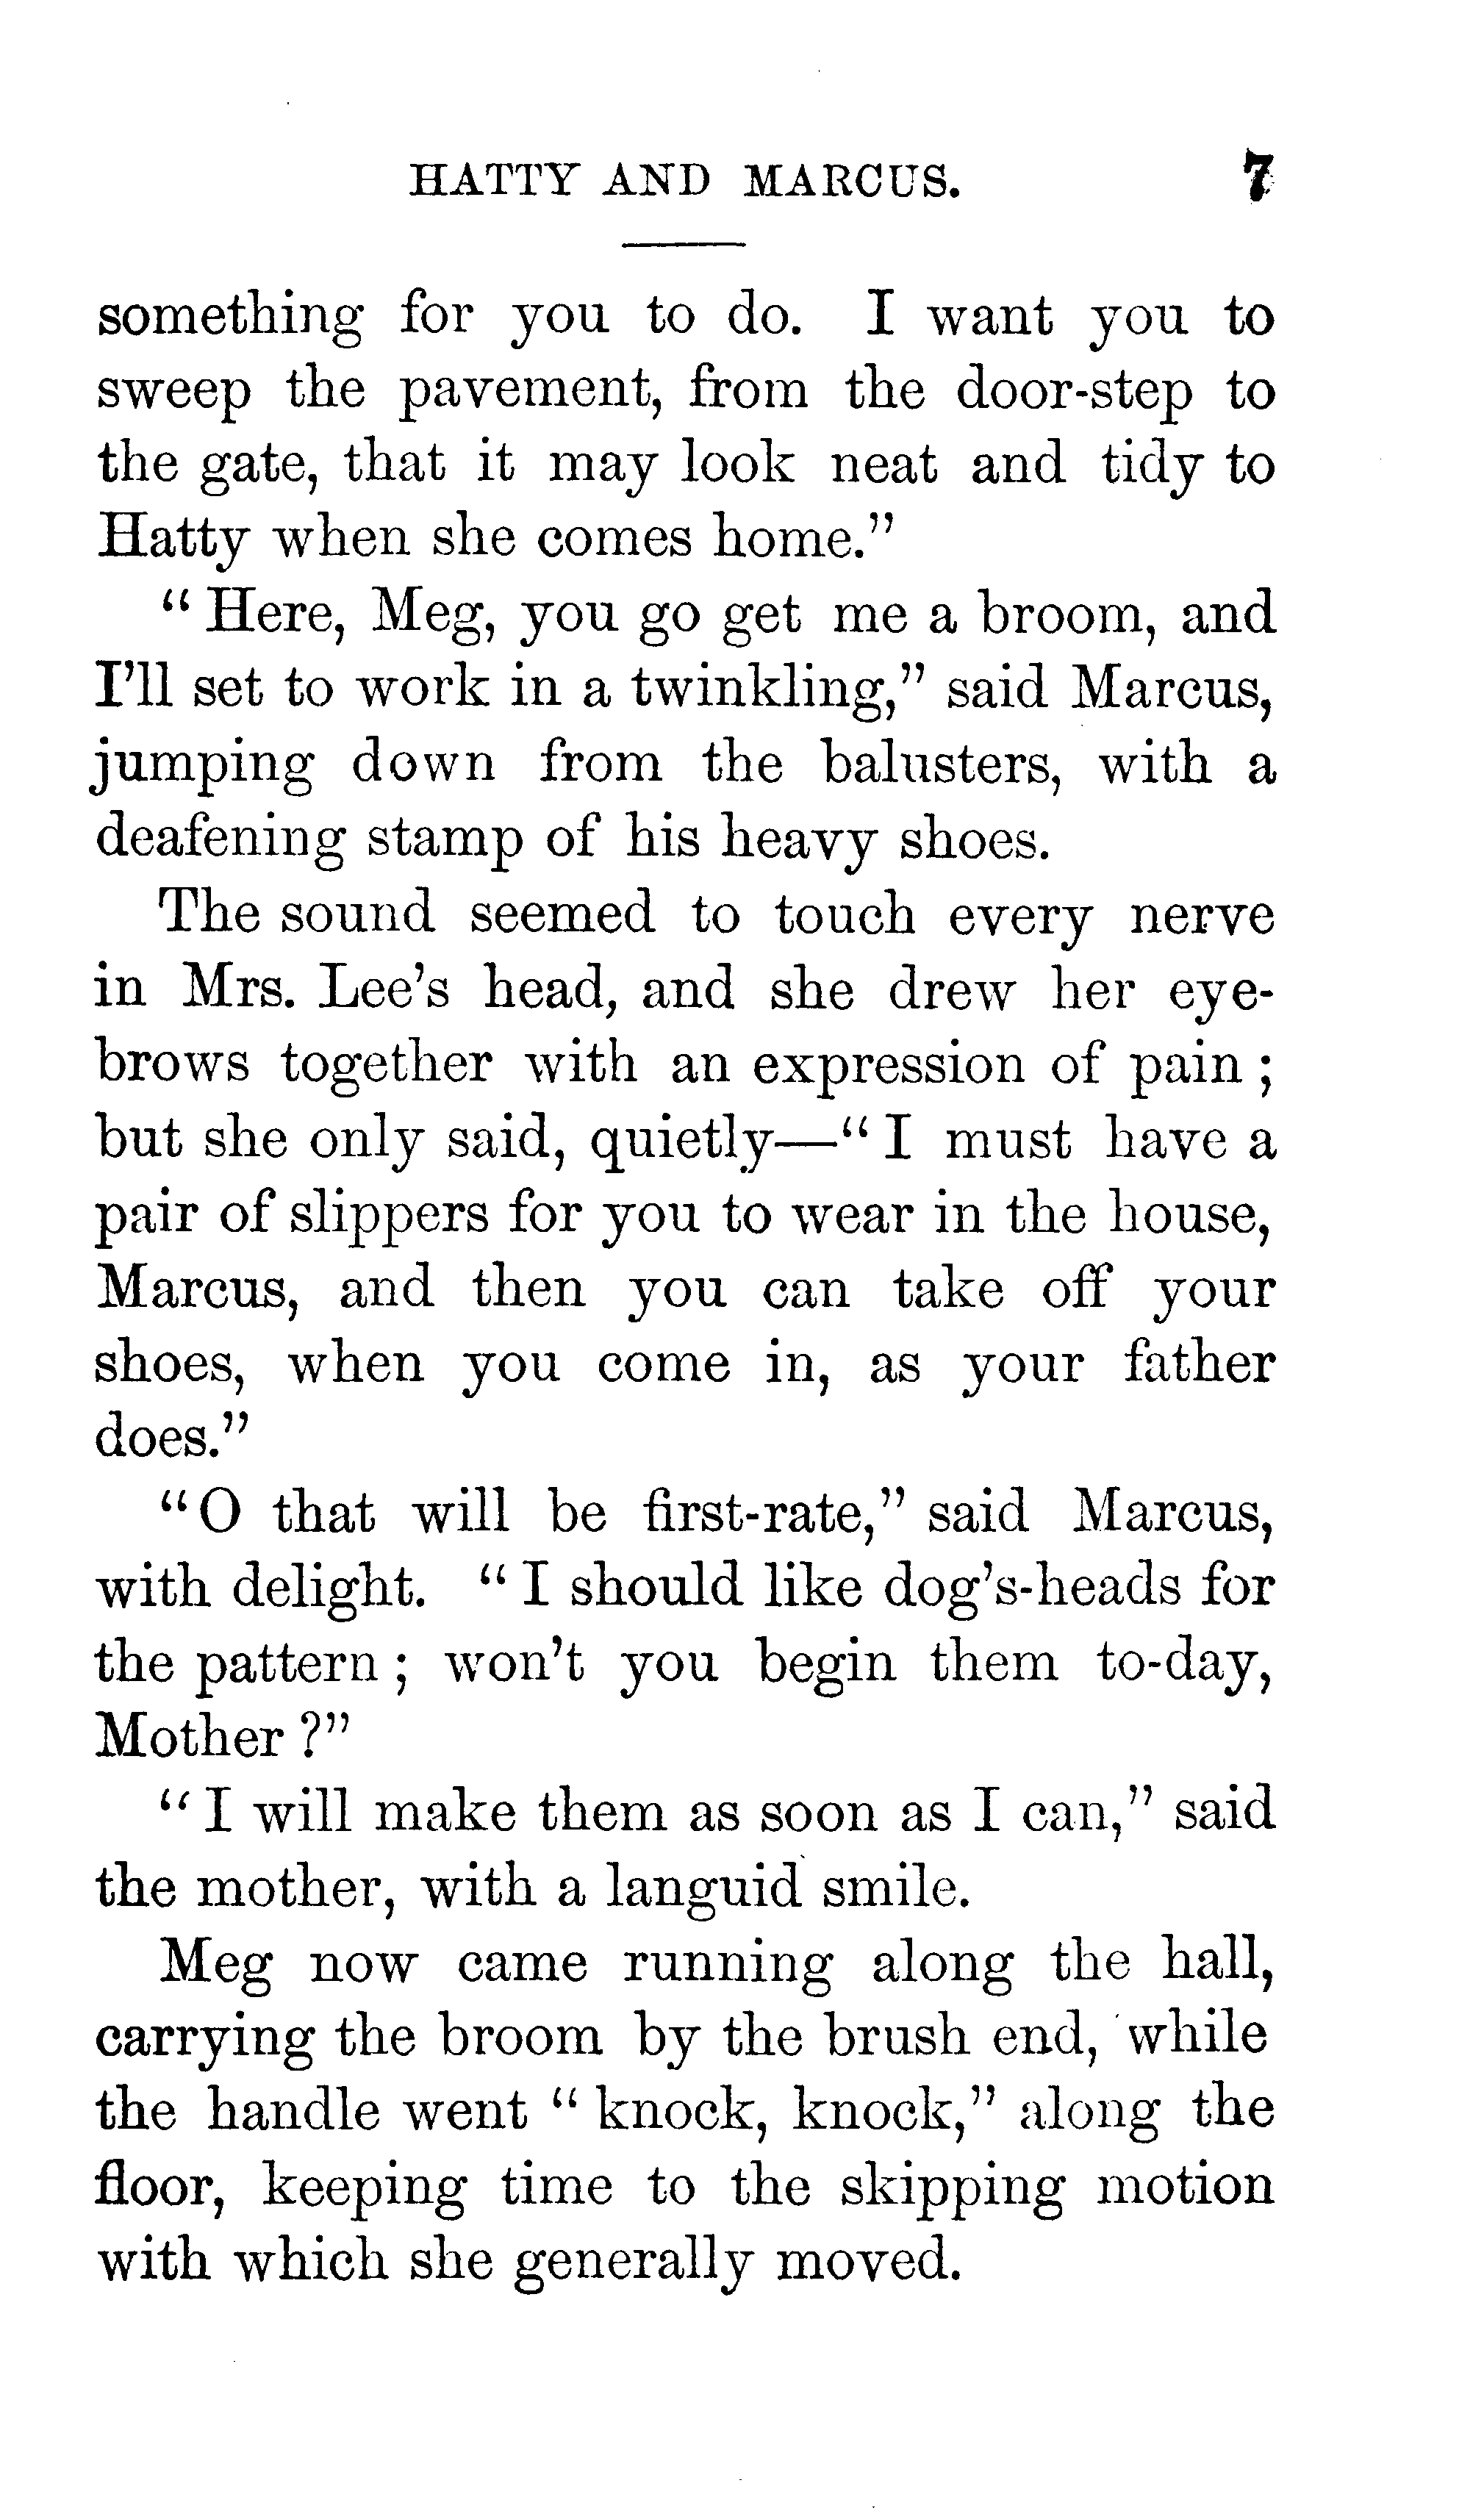 HATTY AND MARCUS. 7
something for you to do. I want you to
sweep the pavement, from the door-step to
the gate, that it may look neat and tidy to
Hatty when she comes home.”
“ Here, Meg, you go get me a broom, and
I’ll set to work in a twinkling,” said Marcus,
jumping down from the balusters, with a
deafening stamp of his heavy shoes.
The sound seemed to touch every nerve
in Mrs. Lee’s head, and she drew her eye-
brows together with an expression of pain ;
but she only said, quietly—“ I must have a
pair of slippers for you to wear in the house,
Marcus, and then you can take off your
shoes, when you come in, as your father
does.”
“O that will be first-rate,” said Marcus,
with delight. “ I should like dog’s-heads for
the pattern ; won’t you begin them to-day,
Mother ?”
“ I will make them as soon as I can,” said
the mother, with a languid smile.
Meg now came running along the hall,
carrying the broom by the brush end, while
the handle went “ knock, knock,” along the
floor, keeping time to the skipping motion
with which she generally moved.